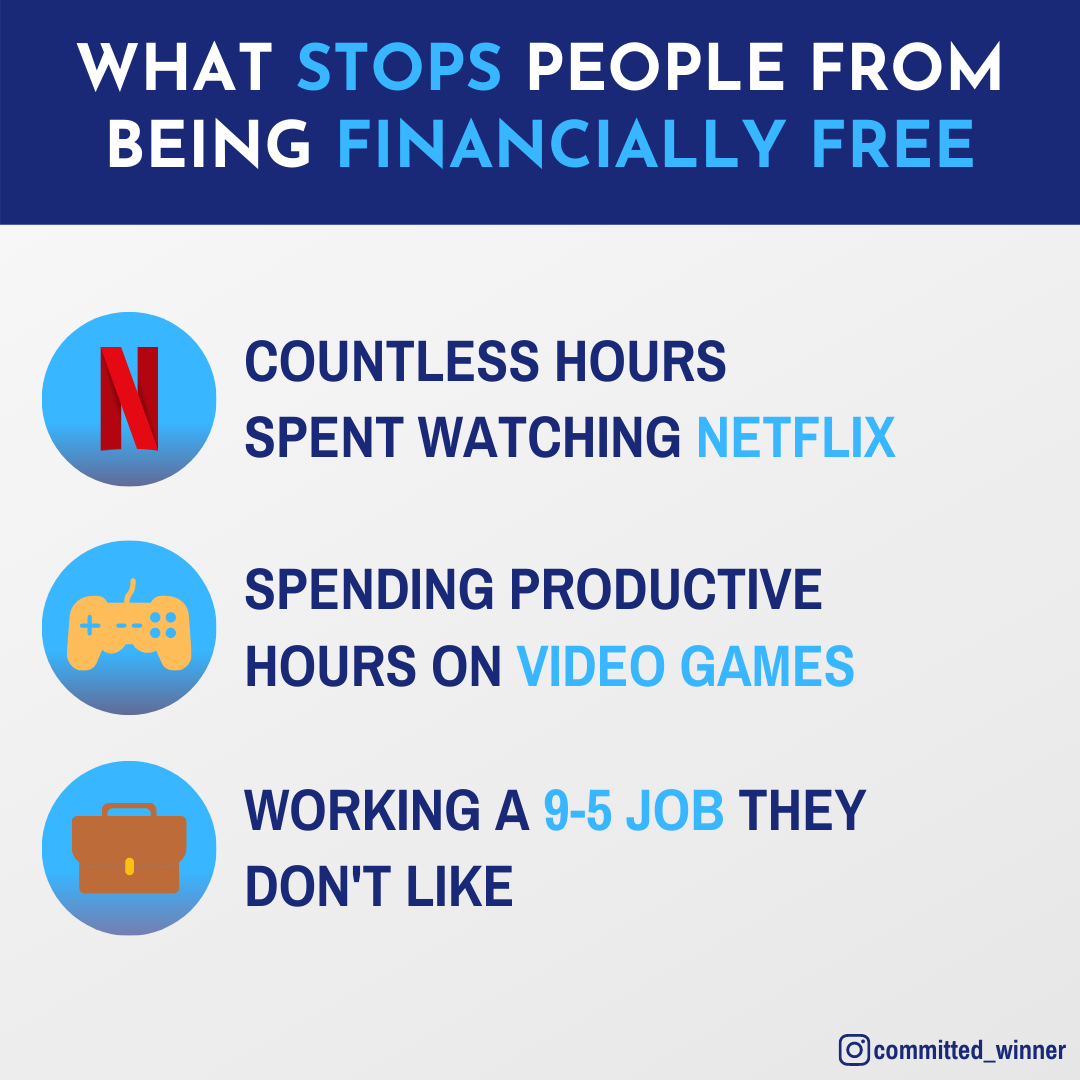 WHAT STOPS PEOPLE FROM
BEING FINANCIALLY FREE
N
COUNTLESS HOURS
SPENT WATCHING NETFLIX
SPENDING PRODUCTIVE
HOURS ON VIDEO GAMES
WORKING A 9-5 JOB THEY
DON'T LIKE
committed_winner